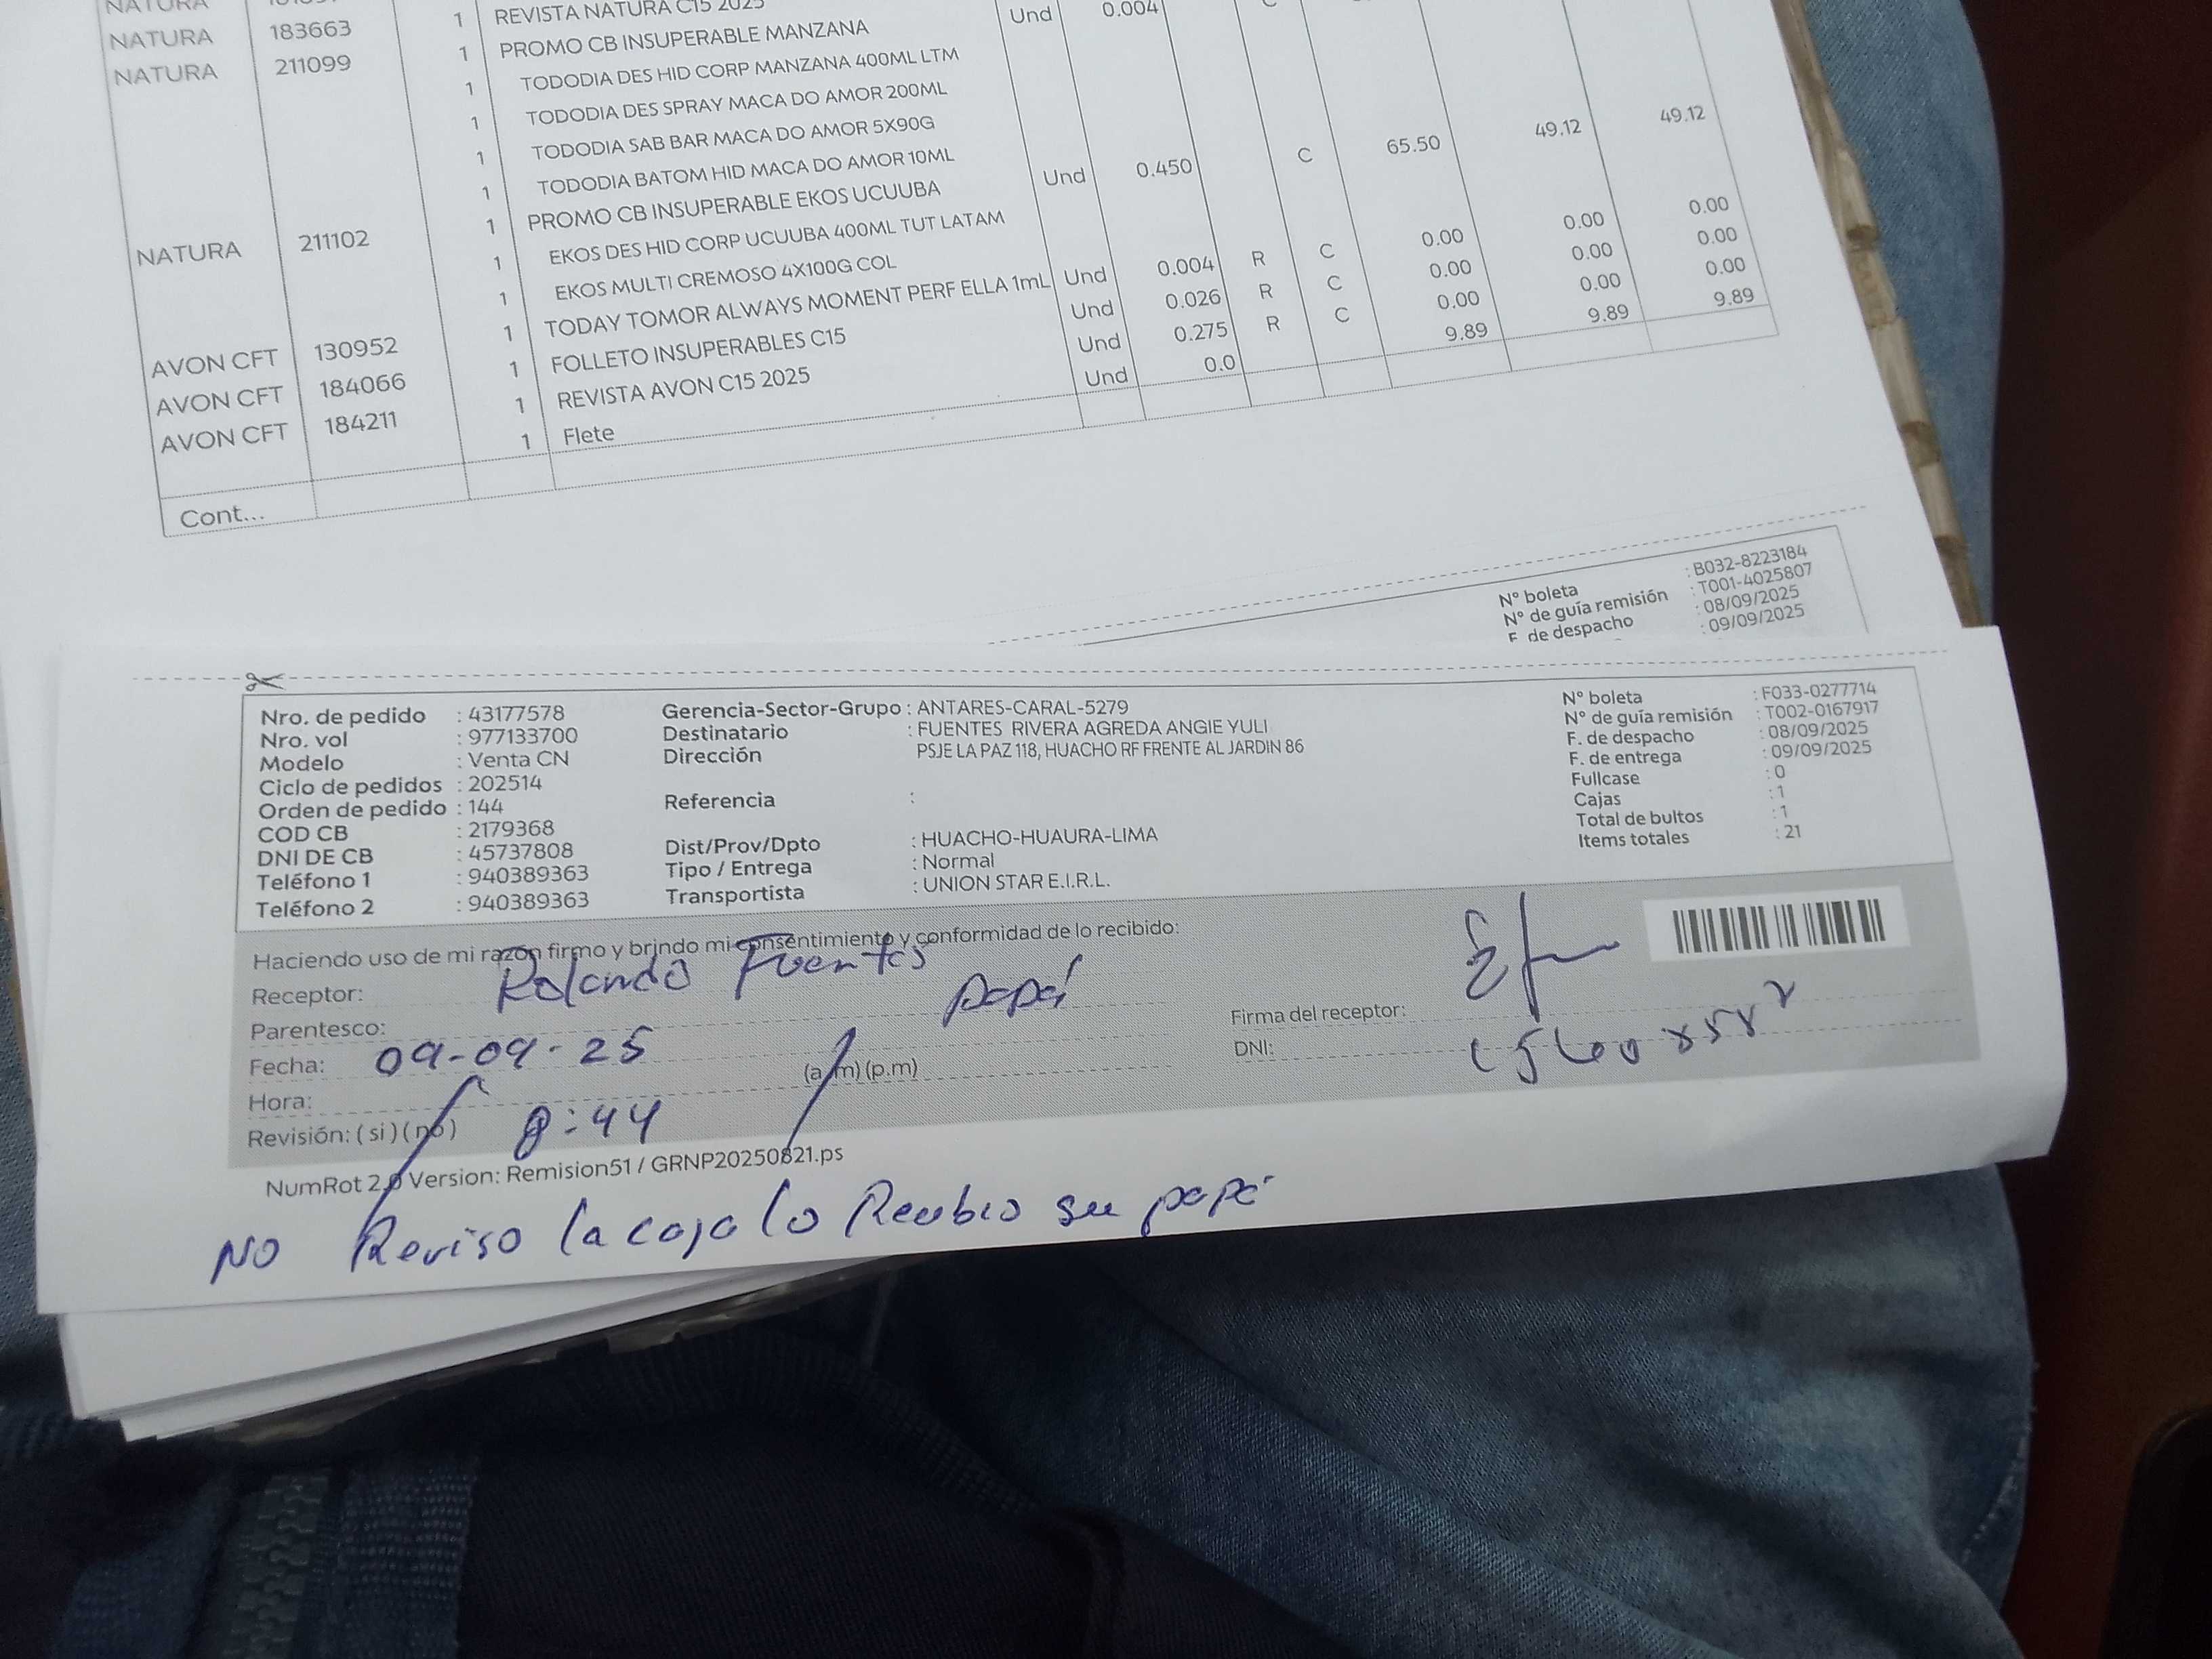 NATURA
1 REVISTA NATURA C15 2025
NATURA 183663 1 PROMO CB INSUPERABLE MANZANA Und 0.004
NATURA 211099 1 TODODIA DES HID CORP MANZANA 400ML LTM
1 TODODIA DES SPRAY MACA DO AMOR 200ML
1 TODODIA SAB BAR MACA DO AMOR 5X90G
1 TODODIA BATOM HID MACA DO AMOR 10ML
1 PROMO CB INSUPERABLE EKOS UCUUBA Und 0.450 C 65.50 49.12 49.12
NATURA 211102 1 EKOS DES HID CORP UCUUBA 400ML TUT LATAM
1 EKOS MULTI CREMOSO 4X100G COL
1 TODAY TOMOR ALWAYS MOMENT PERF ELLA 1mL Und 0.004 R C 0.00 0.00 0.00
AVON CFT 130952 1 FOLLETO INSUPERABLES C15 Und 0.026 R C 0.00 0.00 0.00
AVON CFT 184066 1 REVISTA AVON C15 2025 Und 0.275 R C 0.00 0.00 0.00
AVON CFT 184211 1 Flete Und 0.0 9.89 9.89 9.89
Cont...
N° boleta : B032-8223184
N° de guía remisión : T001-4025807
F. de despacho : 08/09/2025
: 09/09/2025
Nro. de pedido : 43177578 Gerencia-Sector-Grupo : ANTARES-CARAL-5279 N° boleta : F033-0277714
Nro. vol : 977133700 Destinatario : FUENTES RIVERA AGREDA ANGIE YULI N° de guía remisión : T002-0167917
Modelo : Venta CN Dirección PSJE LA PAZ 118, HUACHO RF FRENTE AL JARDIN 86 F. de despacho : 08/09/2025
Ciclo de pedidos : 202514 F. de entrega : 09/09/2025
Orden de pedido : 144 Referencia : Fullcase : 0
COD CB : 2179368 Cajas : 1
DNI DE CB : 45737808 Dist/Prov/Dpto : HUACHO-HUAURA-LIMA Total de bultos : 1
Teléfono 1 : 940389363 Tipo / Entrega : Normal Items totales : 21
Teléfono 2 : 940389363 Transportista : UNION STAR E.I.R.L.
Haciendo uso de mi razón firmo y brindo mi consentimiento y conformidad de lo recibido:
Receptor: Rolando Fuentes
Parentesco: papá Firma del receptor:
Fecha: 09-09-25 DNI:
Hora: (a.m) (p.m)
Revisión: ( si ) ( no ) 8:44
NumRot 2.0 Version: Remision51 / GRNP20250821.ps
NO Reviso la caja lo Recibio su papá